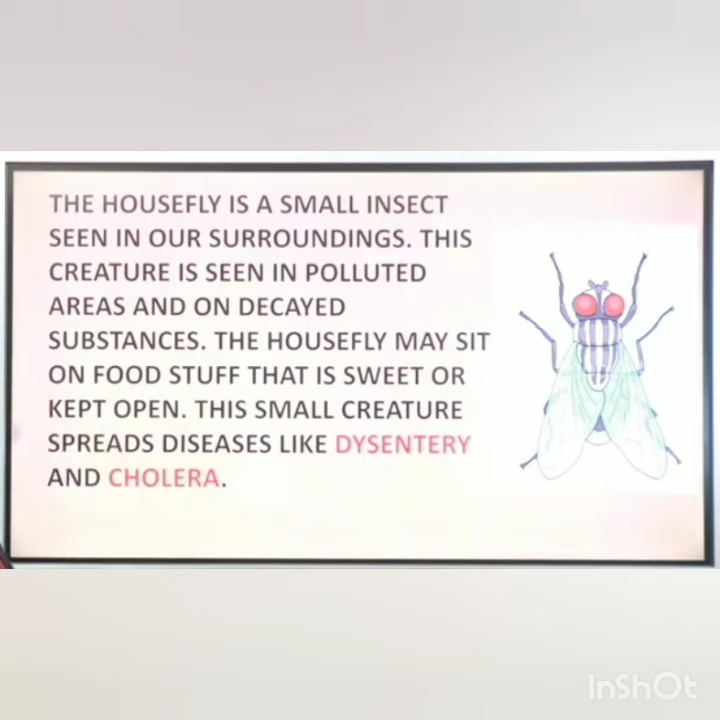 THE HOUSEFLY IS A SMALL INSECT
SEEN IN OUR SURROUNDINGS. THIS
CREATURE IS SEEN IN POLLUTED
AREAS AND ON DECAYED
SUBSTANCES. THE HOUSEFLY MAY SIT
ON FOOD STUFF THAT IS SWEET OR
KEPT OPEN. THIS SMALL CREATURE
SPREADS DISEASES LIKE DYSENTERY
AND CHOLERA.
InShOt